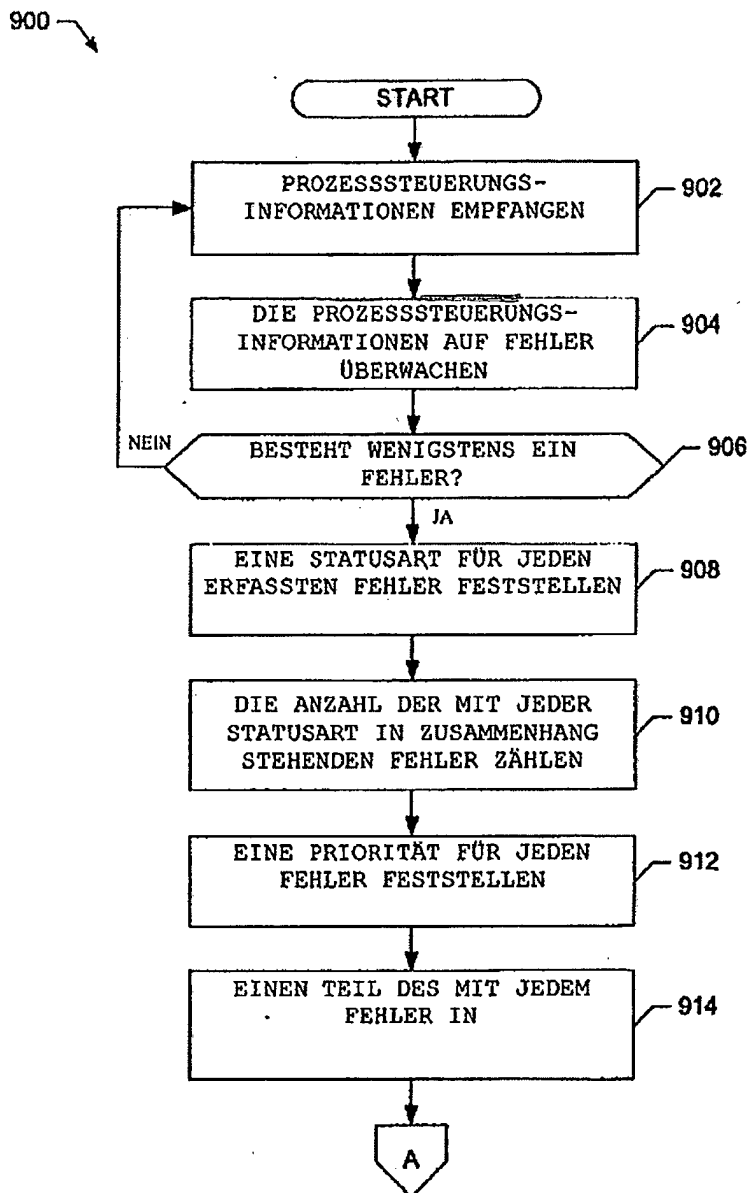 900
START
PROZESSSTEUERUNGS-
INFORMATIONEN EMPFANGEN
902
DIE PROZESSSTEUERUNGS-
INFORMATIONEN AUF FEHLER
ÜBERWACHEN
904
NEIN
BESTEHT WENIGSTENS EIN
FEHLER?
906
JA
EINE STATUSART FÜR JEDEN
ERFASSTEN FEHLER FESTSTELLEN
908
DIE ANZAHL DER MIT JEDER
STATUSART IN ZUSAMMENHANG
STEHENDEN FEHLER ZÄHLEN
910
EINE PRIORITÄT FÜR JEDEN
FEHLER FESTSTELLEN
912
EINEN TEIL DES MIT JEDEM
FEHLER IN
914
A